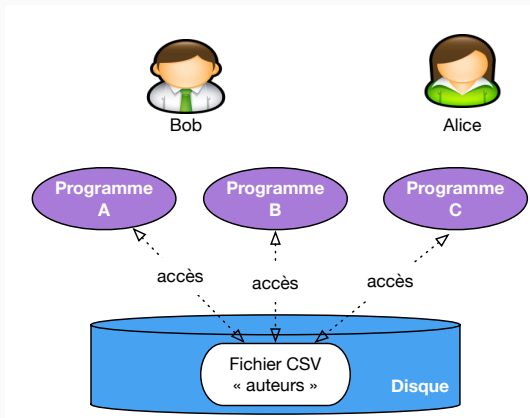 Bob
Alice
Programme
A
Programme
B
Programme
C
accès
accès
accès
Fichier CSV
« auteurs »
Disque